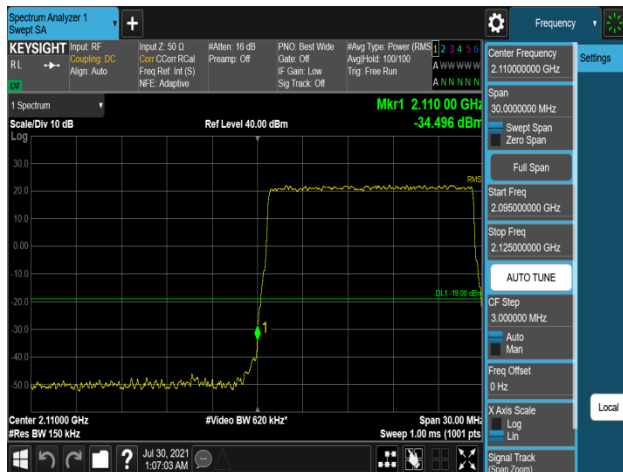 Spectrum Analyzer 1
Swept SA
Frequency
KEYSIGHT
Input: RF
Input Z: 50 Ω
#Atten: 16 dB
PNO: Best Wide
#Avg Type: Power (RMS
1 2 3 4 5 6
RL
Coupling: DC
Corr CCorr RCal
Preamp: Off
Gate: Off
Avg|Hold: 100/100
A W W W W W
Align: Auto
Freq Ref: Int (S)
IF Gain: Low
Trig: Free Run
NFE: Adaptive
Sig Track: Off
A N N N N N
1 Spectrum
Mkr1 2.110 00 GHz
Scale/Div 10 dB
Ref Level 40.00 dBm
-34.496 dBm
Log
30.0
20.0
10.0
0.00
-10.0
-20.0
-30.0
-40.0
-50.0
RMS
DL1 -19.00 dBm
1
Center 2.11000 GHz
#Video BW 620 kHz*
Span 30.00 MHz
#Res BW 150 kHz
Sweep 1.00 ms (1001 pts)
Jul 30, 2021
1:07:03 AM
?
Center Frequency
2.110000000 GHz
Settings
Span
30.0000000 MHz
Swept Span
Zero Span
Full Span
Start Freq
2.095000000 GHz
Stop Freq
2.125000000 GHz
AUTO TUNE
CF Step
3.000000 MHz
Auto
Man
Freq Offset
0 Hz
X Axis Scale
Log
Lin
Local
Signal Track
(Span Zoom)